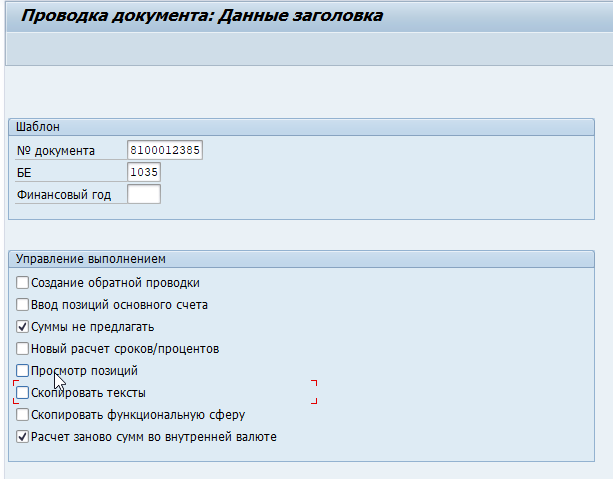 Проводка документа: Данные заголовка
Шаблон
№ документа 8100012385
БЕ 1035
Финансовый год
Управление выполнением
Создание обратной проводки
Ввод позиций основного счета
Суммы не предлагать
Новый расчет сроков/процентов
Просмотр позиций
Скопировать тексты
Скопировать функциональную сферу
Расчет заново сумм во внутренней валюте